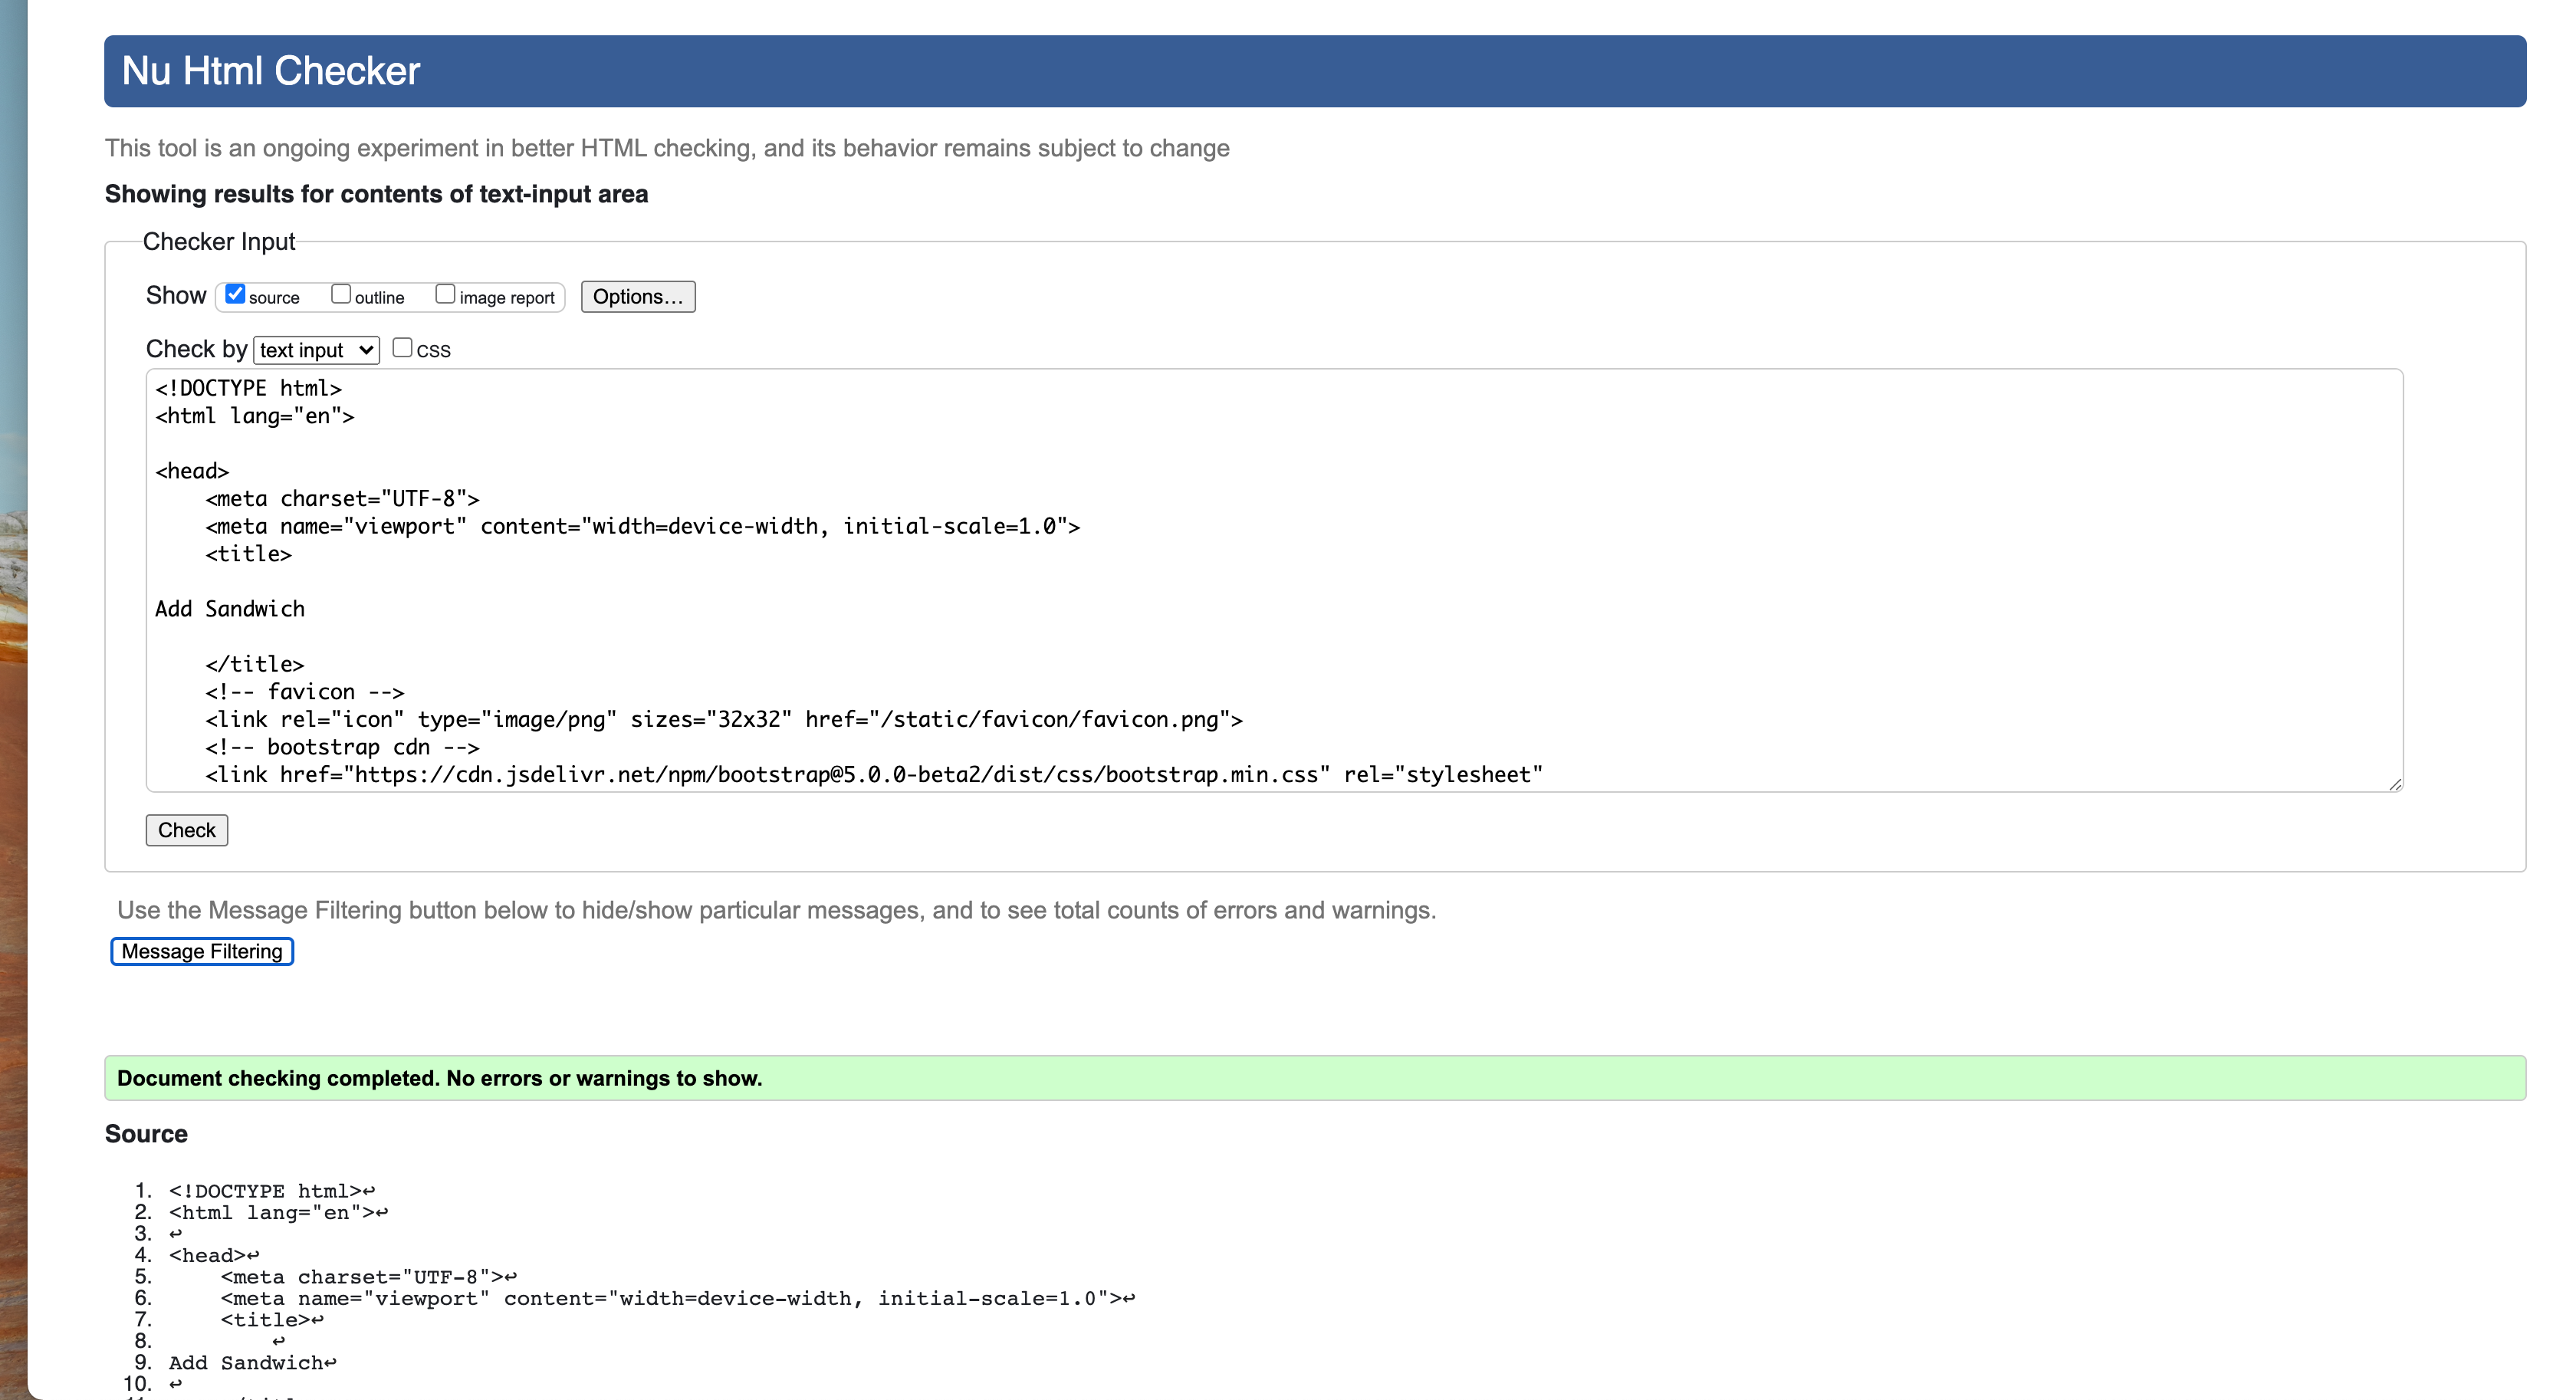 Nu Html Checker
This tool is an ongoing experiment in better HTML checking, and its behavior remains subject to change
Showing results for contents of text-input area
Checker Input
Show source outline image report Options...
Check by text input CSS
<!DOCTYPE html>
<html lang="en">
<head>
    <meta charset="UTF-8">
    <meta name="viewport" content="width=device-width, initial-scale=1.0">
    <title>
Add Sandwich
    </title>
    <!-- favicon -->
    <link rel="icon" type="image/png" sizes="32x32" href="/static/favicon/favicon.png">
    <!-- bootstrap cdn -->
    <link href="https://cdn.jsdelivr.net/npm/bootstrap@5.0.0-beta2/dist/css/bootstrap.min.css" rel="stylesheet"
Check
Use the Message Filtering button below to hide/show particular messages, and to see total counts of errors and warnings.
Message Filtering
Document checking completed. No errors or warnings to show.
Source
1. <!DOCTYPE html>↩
2. <html lang="en">↩
3. ↩
4. <head>↩
5.     <meta charset="UTF-8">↩
6.     <meta name="viewport" content="width=device-width, initial-scale=1.0">↩
7.     <title>↩
8.         ↩
9. Add Sandwich↩
10. ↩